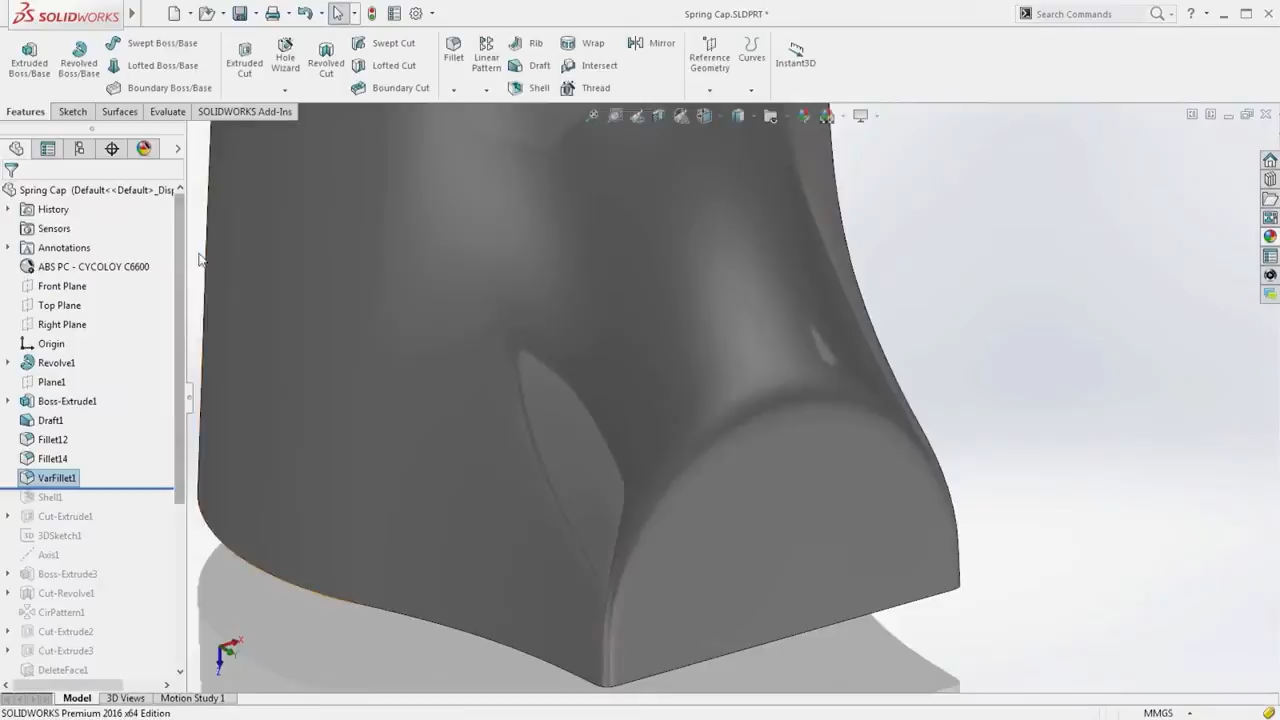 SOLIDWORKS
Spring Cap.SLDPRT *
Search Commands
Extruded Boss/Base
Revolved Boss/Base
Swept Boss/Base
Lofted Boss/Base
Boundary Boss/Base
Extruded Cut
Hole Wizard
Revolved Cut
Swept Cut
Lofted Cut
Boundary Cut
Fillet
Linear Pattern
Rib
Draft
Shell
Wrap
Intersect
Thread
Mirror
Reference Geometry
Curves
Instant3D
Features
Sketch
Surfaces
Evaluate
SOLIDWORKS Add-Ins
Spring Cap (Default<<Default>_Disp
History
Sensors
Annotations
ABS PC - CYCOLOY C6600
Front Plane
Top Plane
Right Plane
Origin
Revolve1
Plane1
Boss-Extrude1
Draft1
Fillet12
Fillet14
VarFillet1
Shell1
Cut-Extrude1
3DSketch1
Axis1
Boss-Extrude3
Cut-Revolve1
CirPattern1
Cut-Extrude2
Cut-Extrude3
DeleteFace1
X
Y
Z
Model
3D Views
Motion Study 1
SOLIDWORKS Premium 2016 x64 Edition
MMGS